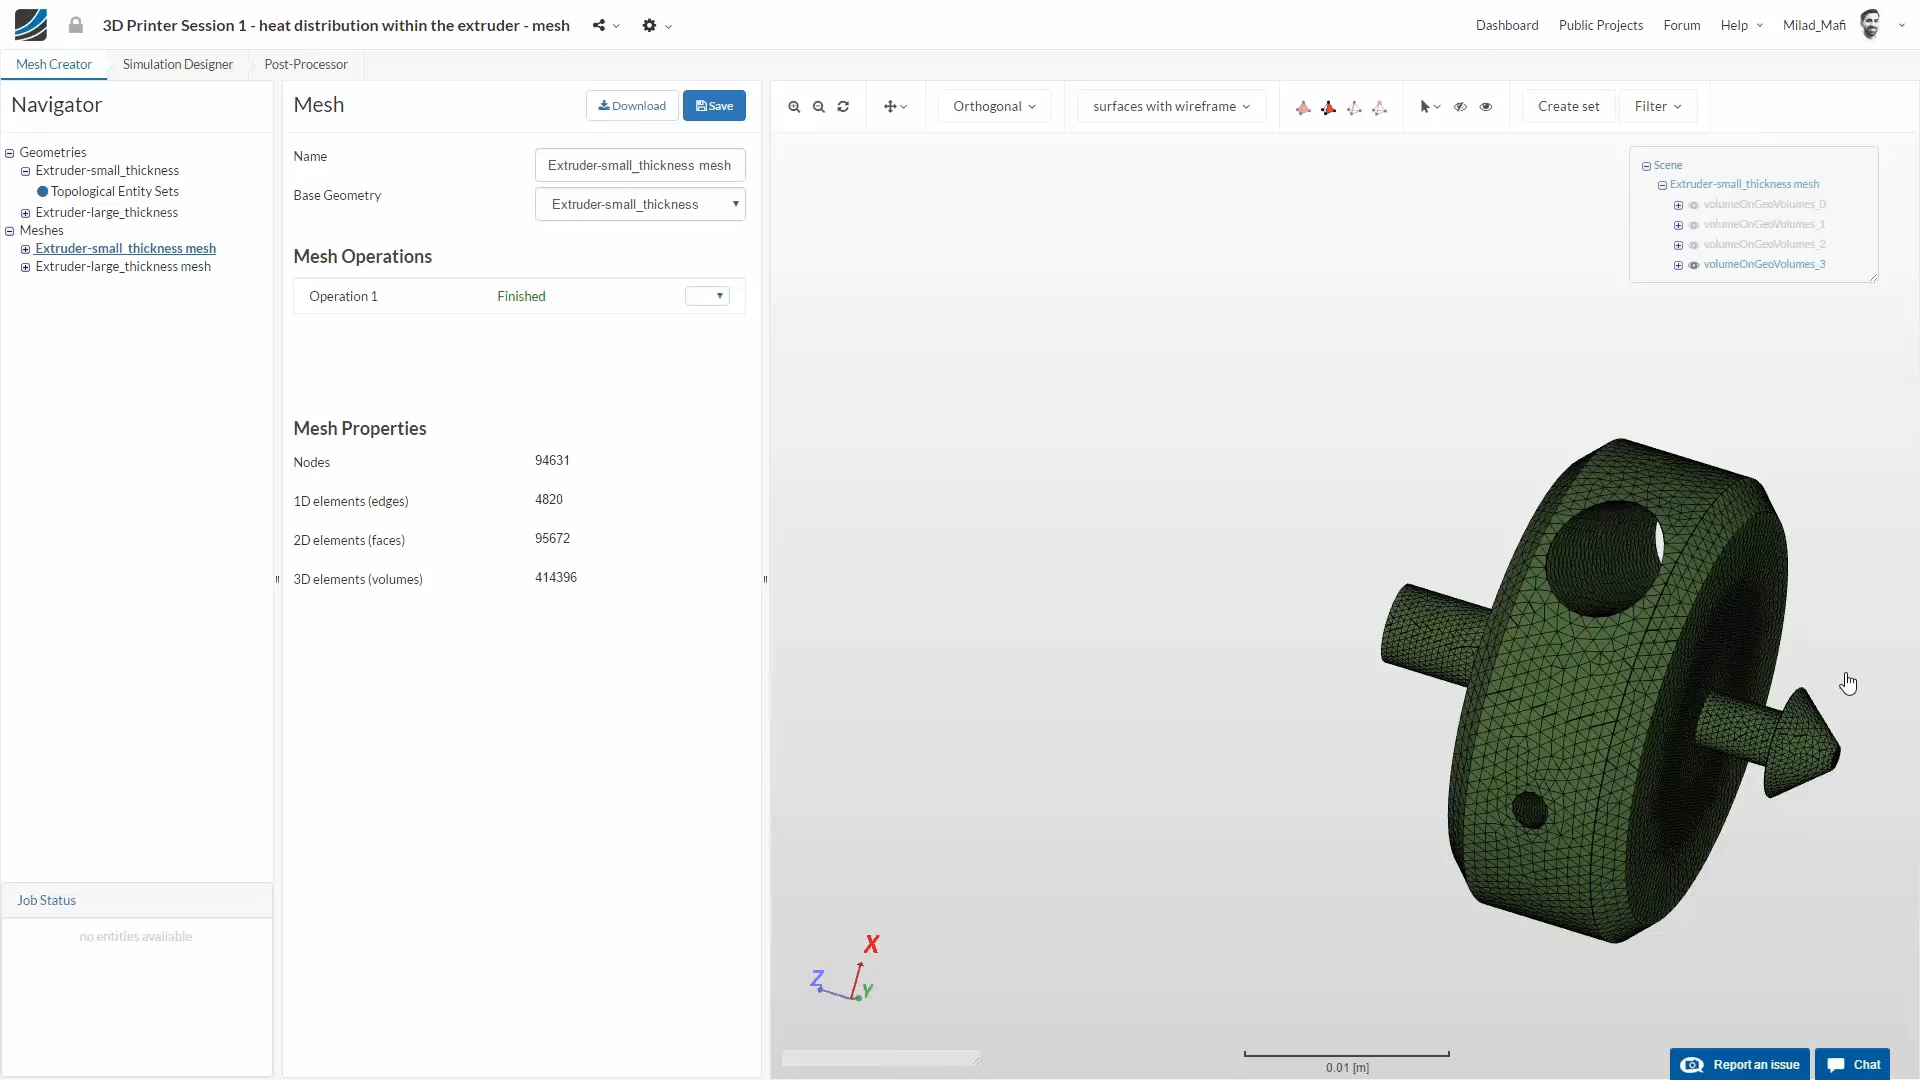 3D Printer Session 1 - heat distribution within the extruder - mesh
Dashboard
Public Projects
Forum
Help
Milad_Mafi
Mesh Creator
Simulation Designer
Post-Processor
Navigator
Geometries
Extruder-small_thickness
Topological Entity Sets
Extruder-large_thickness
Meshes
Extruder-small_thickness mesh
Extruder-large_thickness mesh
Job Status
no entities available
Mesh
Download
Save
Name
Extruder-small_thickness mesh
Base Geometry
Extruder-small_thickness
Mesh Operations
Operation 1
Finished
Mesh Properties
Nodes
94631
1D elements (edges)
4820
2D elements (faces)
95672
3D elements (volumes)
414396
Orthogonal
surfaces with wireframe
Create set
Filter
Scene
Extruder-small_thickness mesh
volumeOnGeoVolumes_0
volumeOnGeoVolumes_1
volumeOnGeoVolumes_2
volumeOnGeoVolumes_3
X
Z
Y
0.01 [m]
Report an issue
Chat